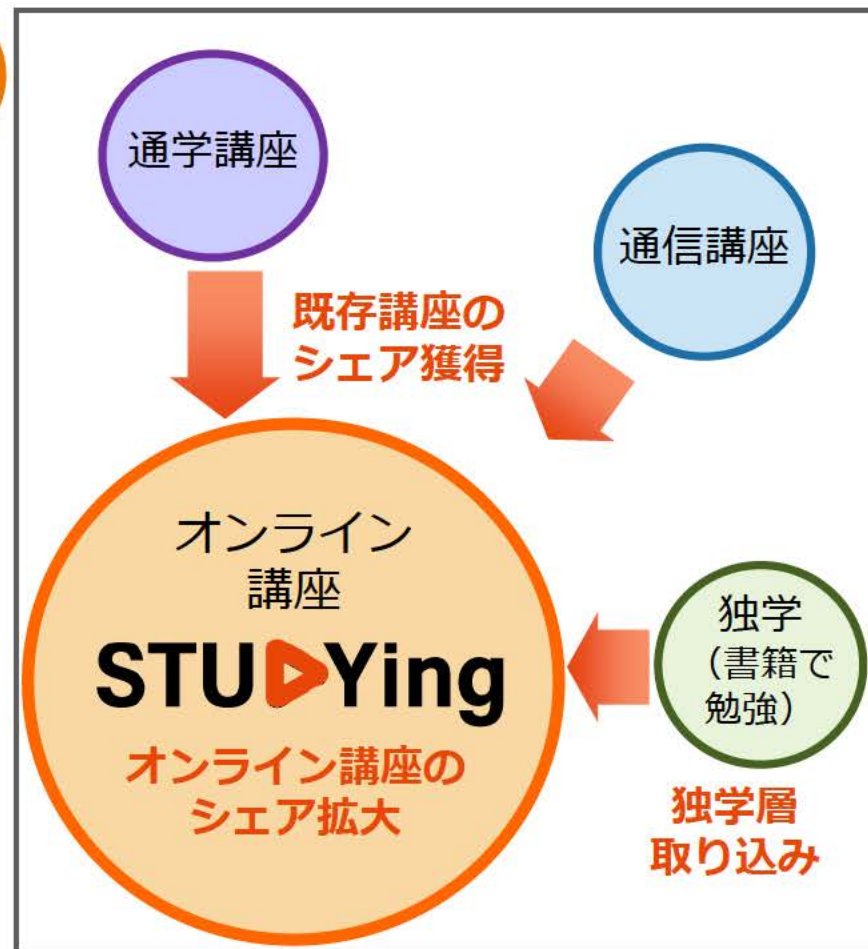 通学講座
通信講座
既存講座の
シェア獲得
オンライン
講座
STUDYing
オンライン講座の
シェア拡大
独学
（書籍で
勉強）
独学層
取り込み